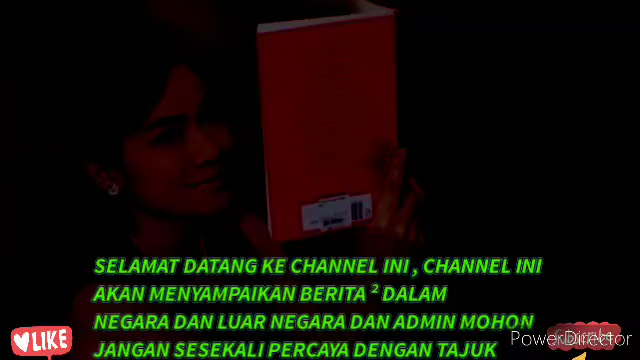 SELAMAT DATANG KE CHANNEL INI , CHANNEL INI
AKAN MENYAMPAIKAN BERITA ² DALAM
NEGARA DAN LUAR NEGARA DAN ADMIN MOHON
JANGAN SESEKALI PERCAYA DENGAN TAJUK
LIKE
PowerDirector